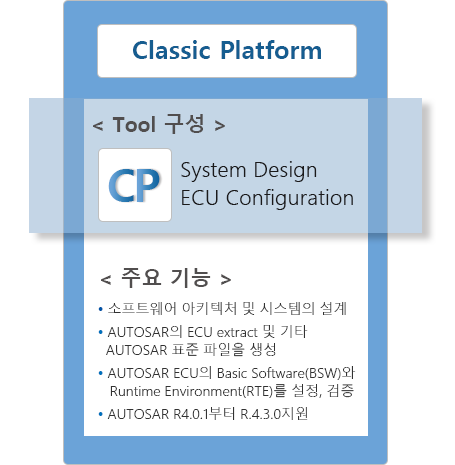 Classic Platform
< Tool 구성 >
CP
System Design
ECU Configuration
< 주요 기능 >
• 소프트웨어 아키텍처 및 시스템의 설계
• AUTOSAR의 ECU extract 및 기타
AUTOSAR 표준 파일을 생성
• AUTOSAR ECU의 Basic Software(BSW)와
Runtime Environment(RTE)를 설정, 검증
• AUTOSAR R4.0.1부터 R.4.3.0지원